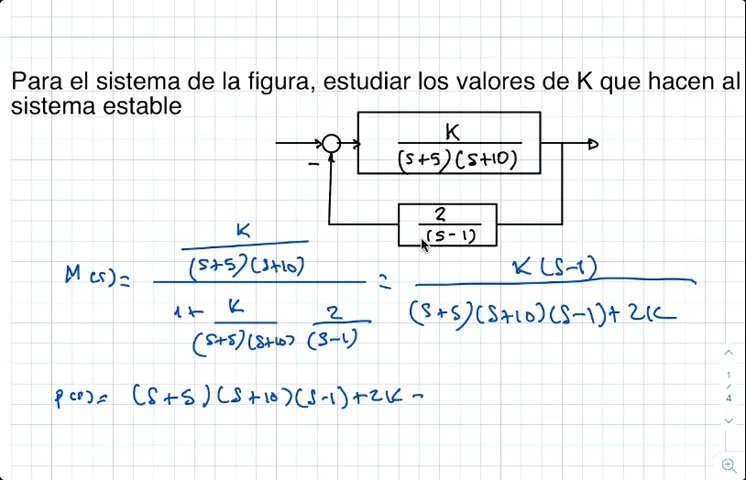 Para el sistema de la figura, estudiar los valores de K que hacen al
sistema estable
K
(s+5)(s+10)
-
2
(s-1)
M(s)= K/(s+5)(s+10) / 1+ K/(s+5)(s+10) 2/(s-1) = K(s-1) / (s+5)(s+10)(s-1)+2K
P(s)= (s+5)(s+10)(s-1)+2K -
1
/
4